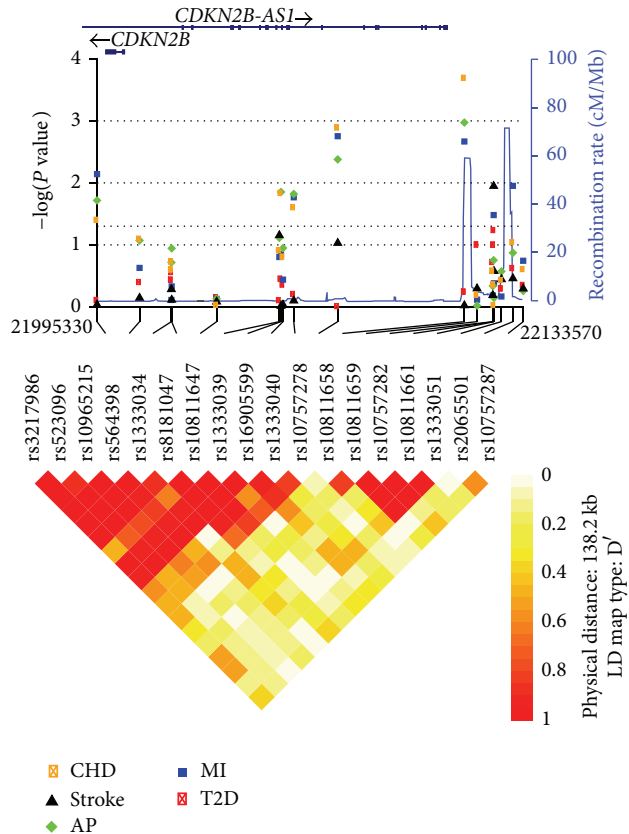 CDKN2B-AS1→
←CDKN2B
−log(P value)
4
3
2
1
0
Recombination rate (cM/Mb)
100
80
60
40
20
0
21995330
22133570
rs3217986
rs523096
rs10965215
rs564398
rs1333034
rs8181047
rs10811647
rs1333039
rs16905599
rs1333040
rs10757278
rs10811658
rs10811659
rs10757282
rs10811661
rs1333051
rs2065501
rs10757287
0
0.2
0.4
0.6
0.8
1
Physical distance: 138.2 kb
LD map type: D′
CHD
MI
Stroke
T2D
AP